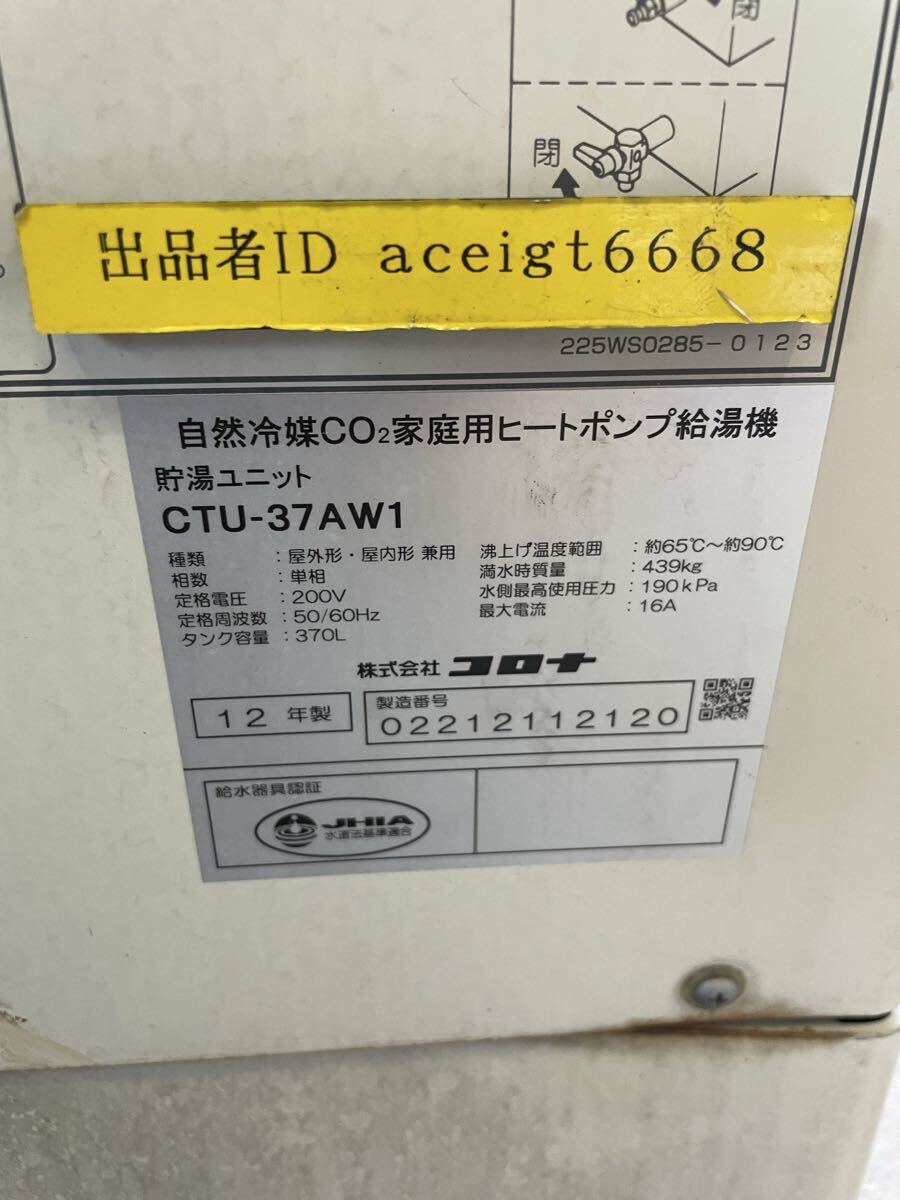 閉
閉
出品者ID aceigt6668
225WS0285-0123
自然冷媒CO₂家庭用ヒートポンプ給湯機
貯湯ユニット
CTU-37AW1
種類 : 屋外形・屋内形 兼用
相数 : 単相
定格電圧 : 200V
定格周波数 : 50/60Hz
タンク容量 : 370L
沸上げ温度範囲 : 約65℃～約90℃
満水時質量 : 439kg
水側最高使用圧力 : 190kPa
最大電流 : 16A
株式会社 コロナ
12 年製
製造番号
02212112120
給水器具認証
JHIA
水道法基準適合